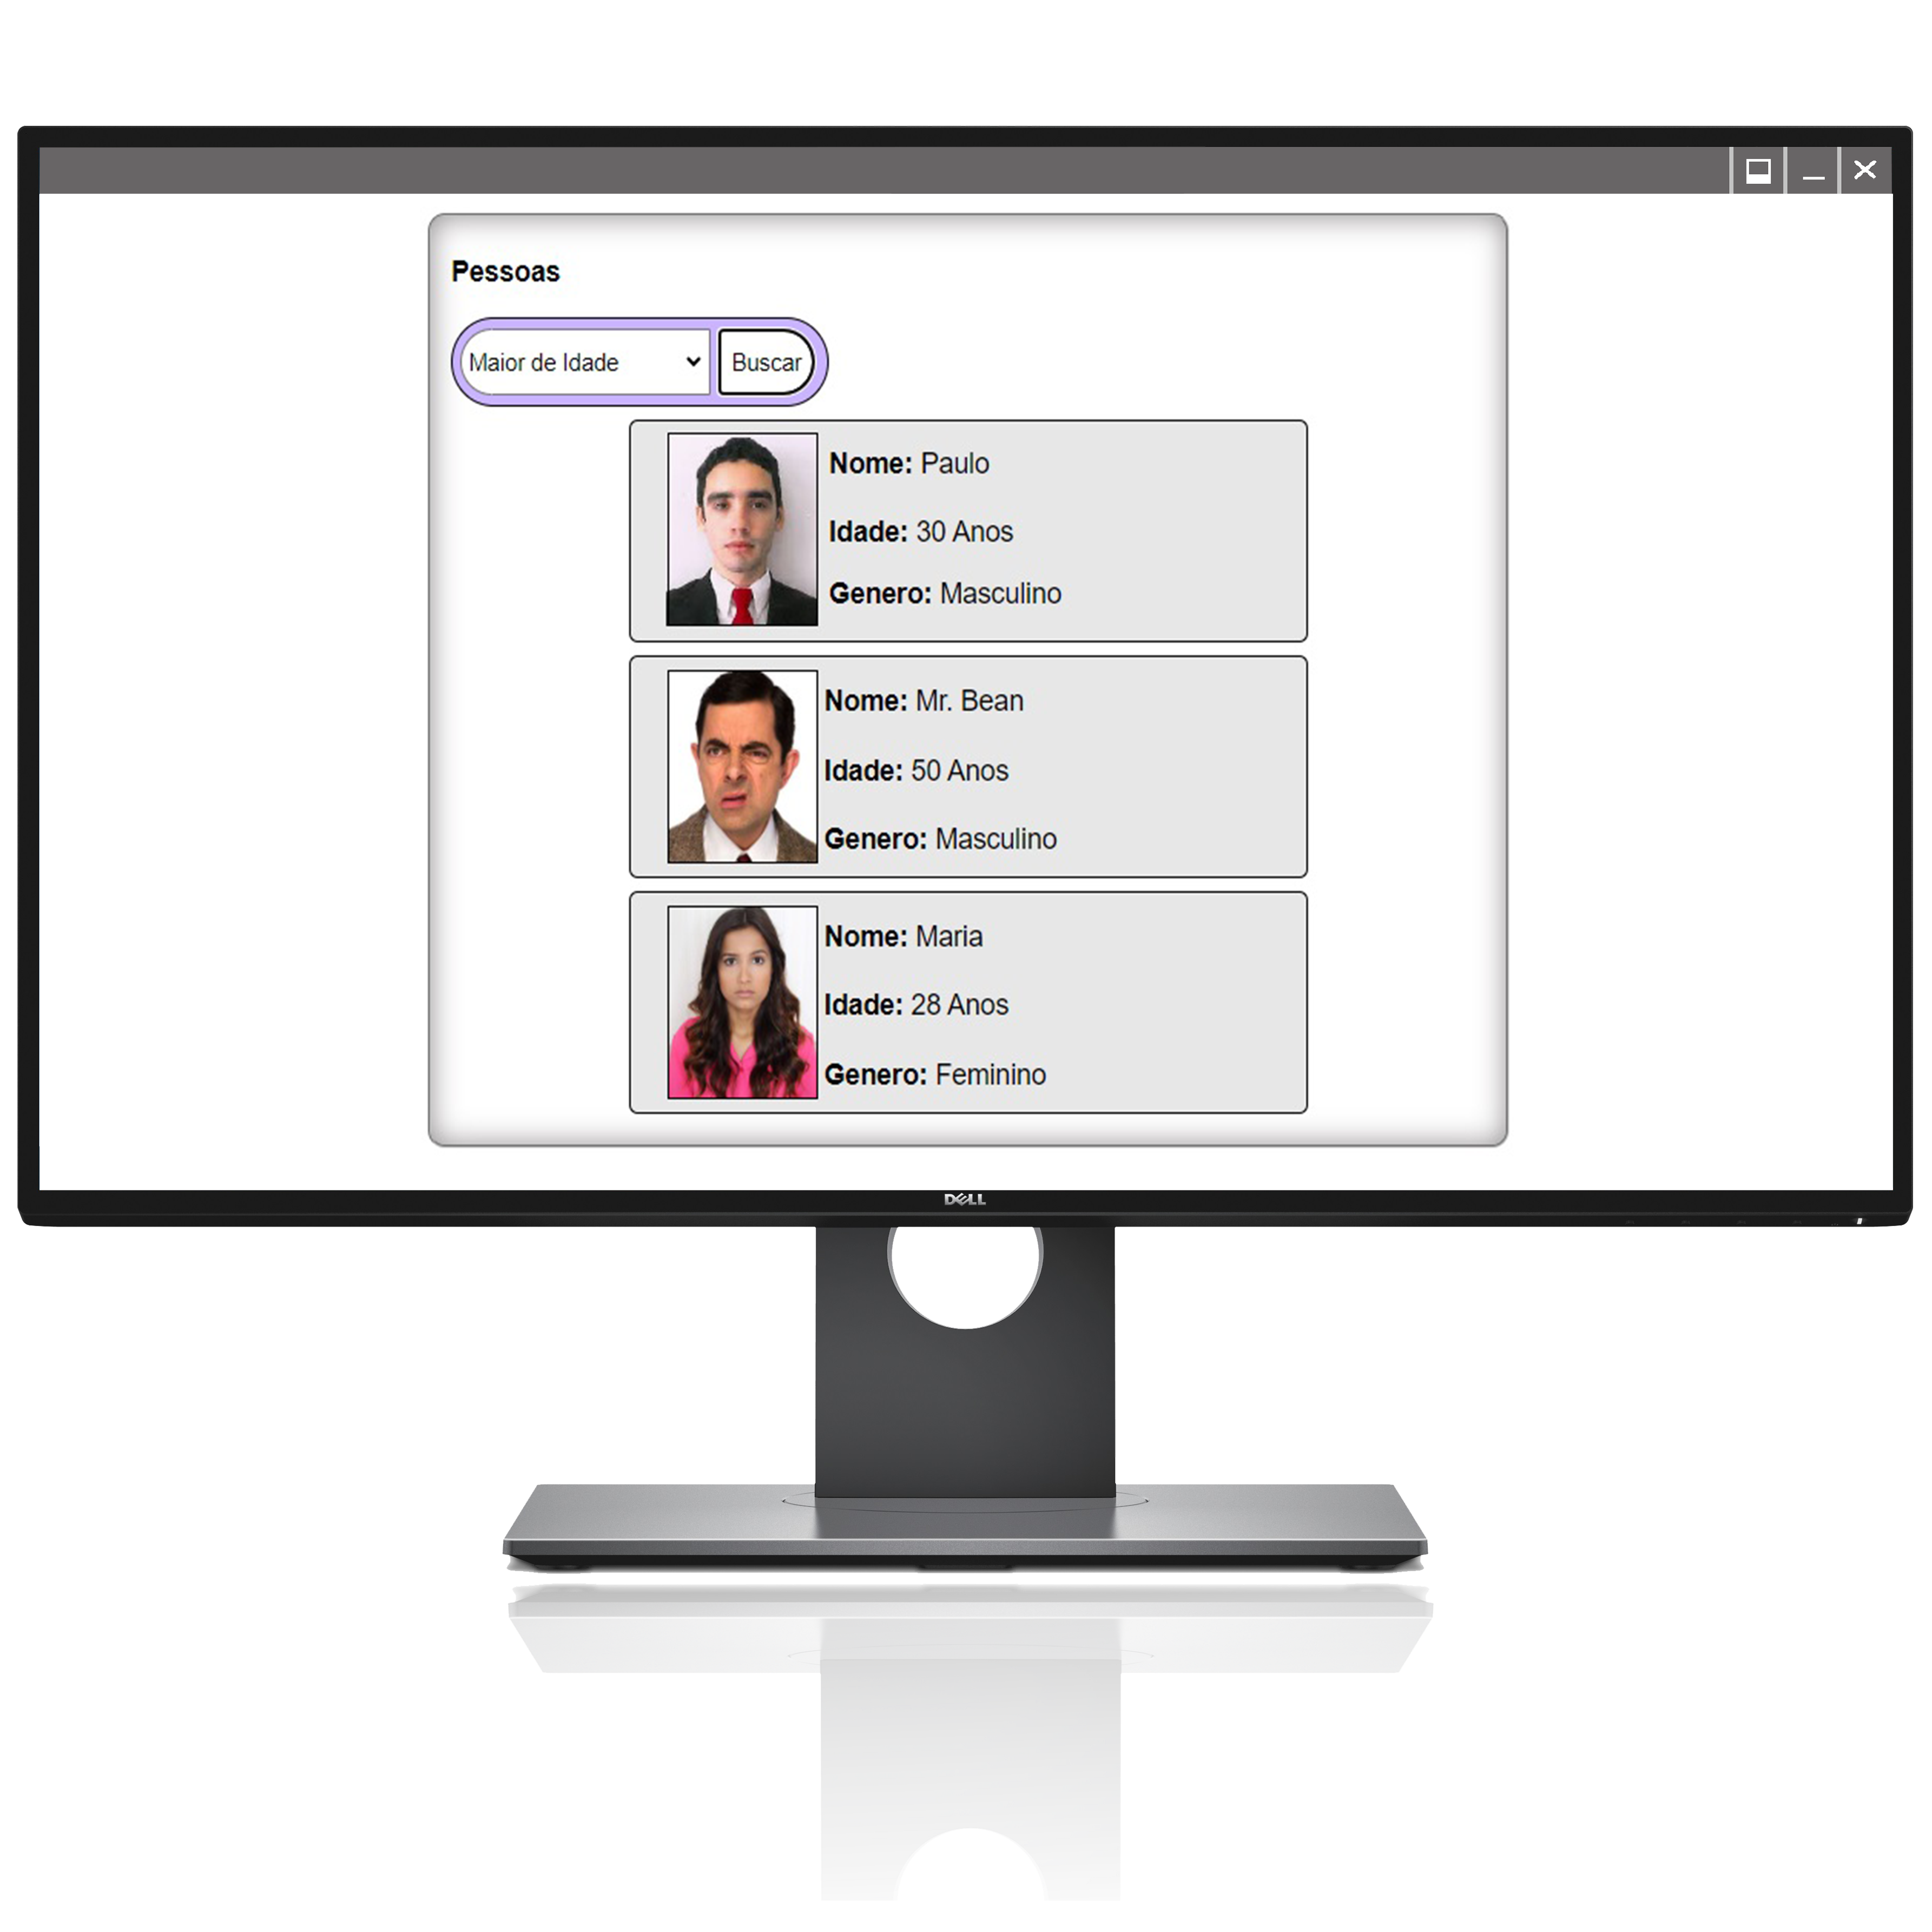 Pessoas
Maior de Idade
Buscar
Nome: Paulo
Idade: 30 Anos
Genero: Masculino
Nome: Mr. Bean
Idade: 50 Anos
Genero: Masculino
Nome: Maria
Idade: 28 Anos
Genero: Feminino
DELL